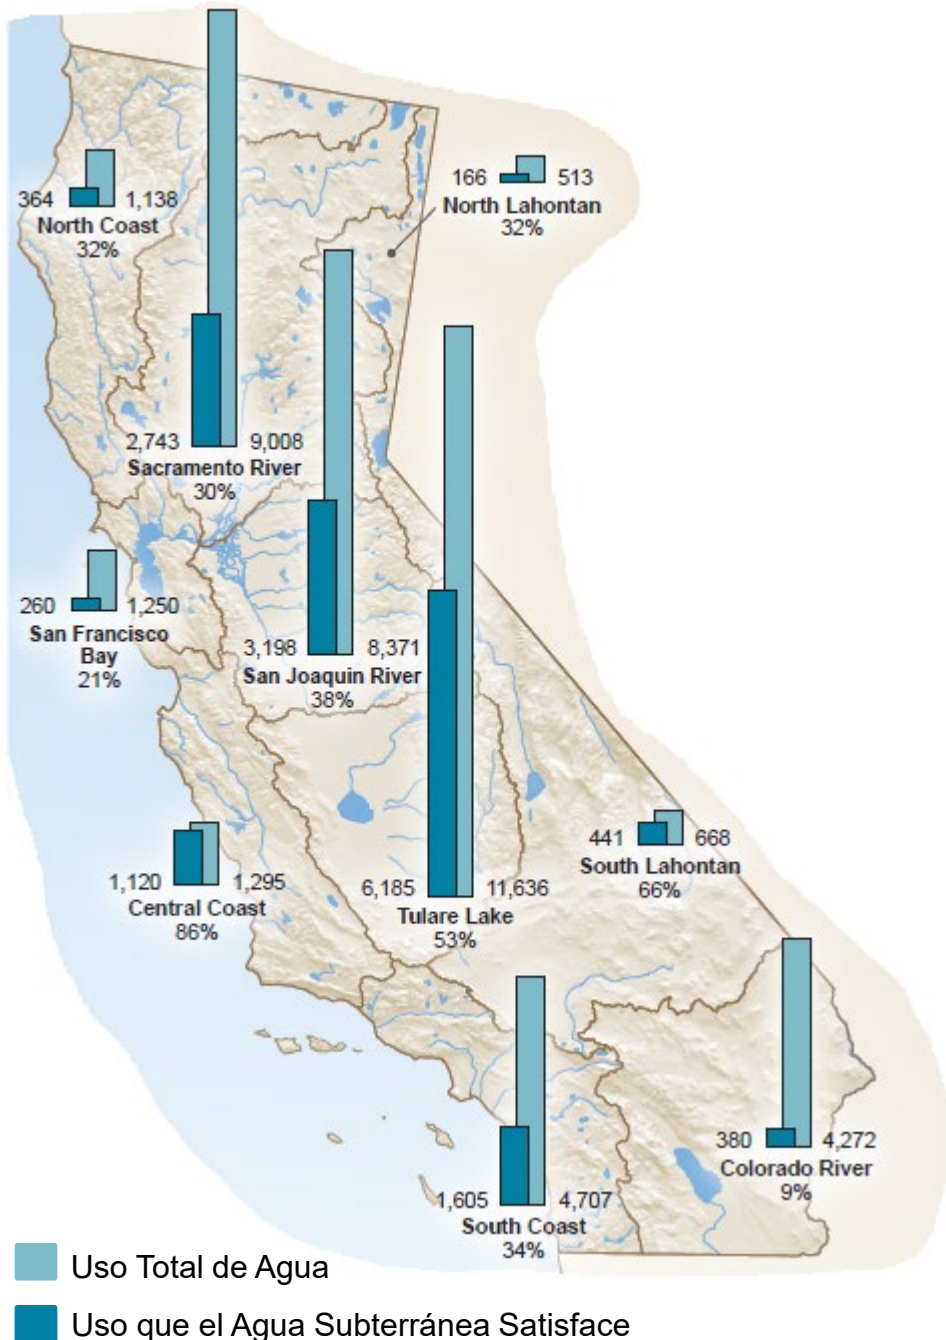 364 1,138
North Coast
32%
166 513
North Lahontan
32%
2,743 9,008
Sacramento River
30%
260 1,250
San Francisco
Bay
21%
3,198 8,371
San Joaquin River
38%
1,120 1,295
Central Coast
86%
6,185 11,636
Tulare Lake
53%
441 668
South Lahontan
66%
1,605 4,707
South Coast
34%
380 4,272
Colorado River
9%
Uso Total de Agua
Uso que el Agua Subterránea Satisface